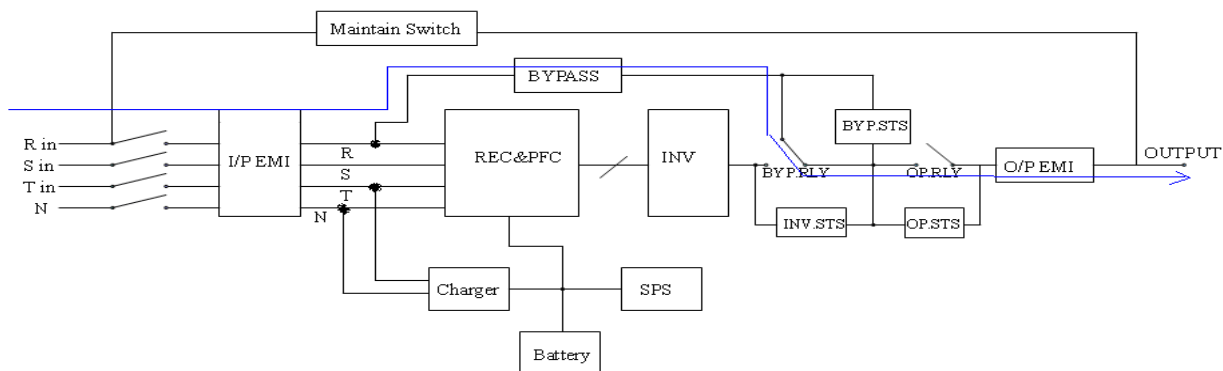 Maintain Switch
BYPASS
R in
S in
T in
N
I/P EMI
R
S
T
N
REC&PFC
INV
BYP.STS
BYP.RLY
OP.RLY
INV.STS
OP.STS
O/P EMI
OUTPUT
Charger
SPS
Battery